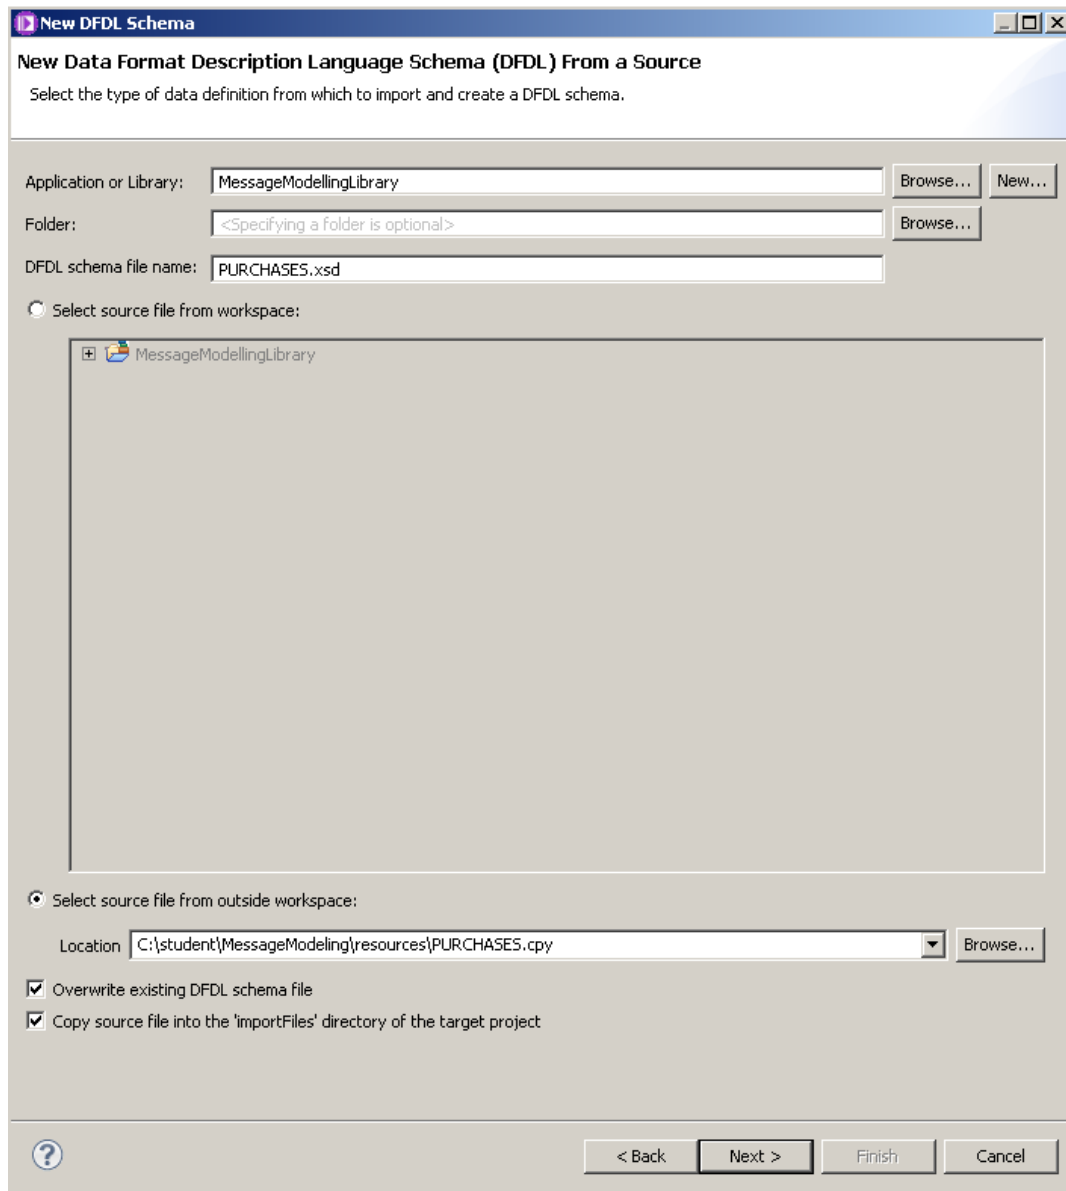 New DFDL Schema
New Data Format Description Language Schema (DFDL) From a Source
Select the type of data definition from which to import and create a DFDL schema.
Application or Library: MessageModellingLibrary Browse... New...
Folder: <Specifying a folder is optional> Browse...
DFDL schema file name: PURCHASES.xsd
Select source file from workspace:
MessageModellingLibrary
Select source file from outside workspace:
Location C:\student\MessageModeling\resources\PURCHASES.cpy Browse...
Overwrite existing DFDL schema file
Copy source file into the 'importFiles' directory of the target project
? < Back Next > Finish Cancel